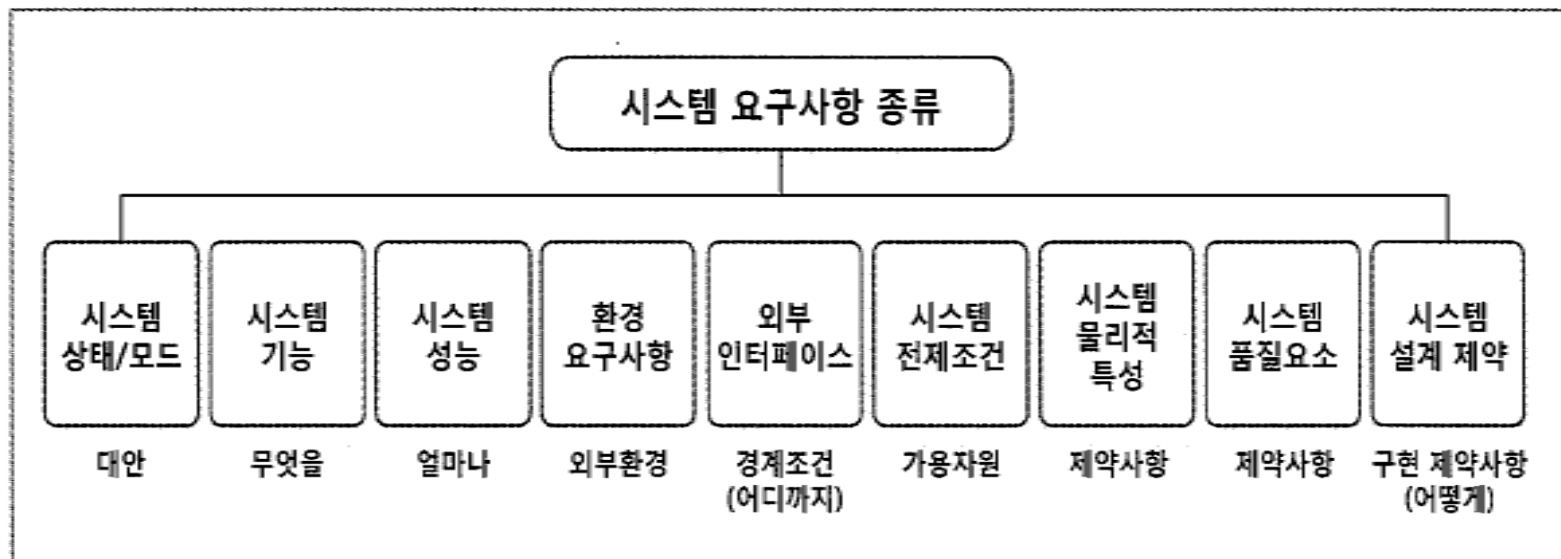 시스템 요구사항 종류
시스템
상태/모드
시스템
기능
시스템
성능
환경
요구사항
외부
인터페이스
시스템
전제조건
시스템
물리적
특성
시스템
품질요소
시스템
설계 제약
대안
무엇을
얼마나
외부환경
경계조건
(어디까지)
가용자원
제약사항
제약사항
구현 제약사항
(어떻게)